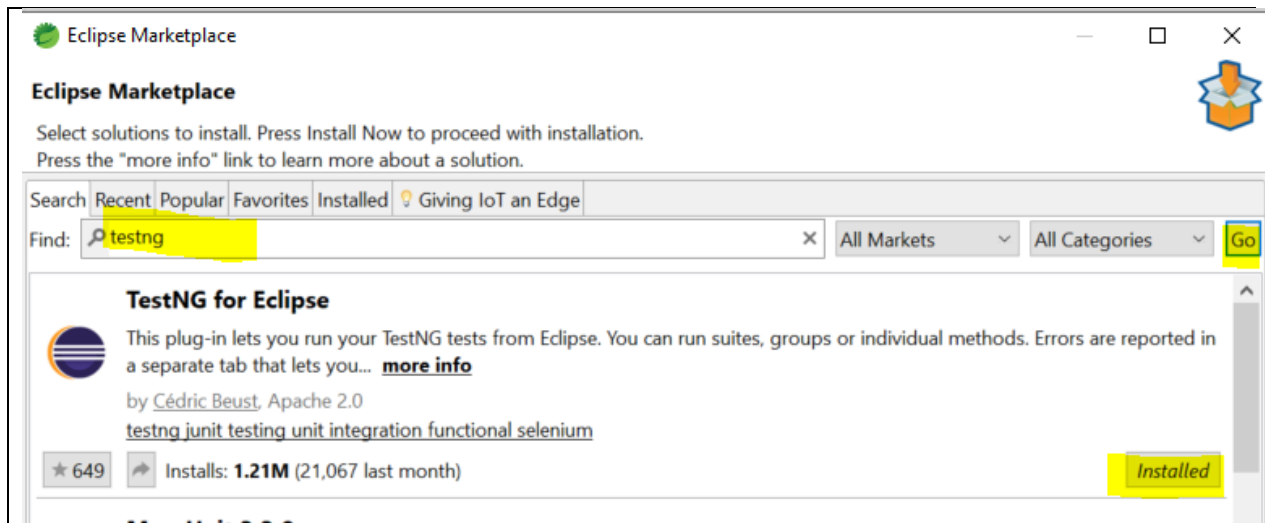 Eclipse Marketplace
Eclipse Marketplace
Select solutions to install. Press Install Now to proceed with installation.
Press the "more info" link to learn more about a solution.
Search Recent Popular Favorites Installed Giving IoT an Edge
Find: testng All Markets All Categories Go
TestNG for Eclipse
This plug-in lets you run your TestNG tests from Eclipse. You can run suites, groups or individual methods. Errors are reported in
a separate tab that lets you... more info
by Cédric Beust, Apache 2.0
testng junit testing unit integration functional selenium
649 Installs: 1.21M (21,067 last month) Installed